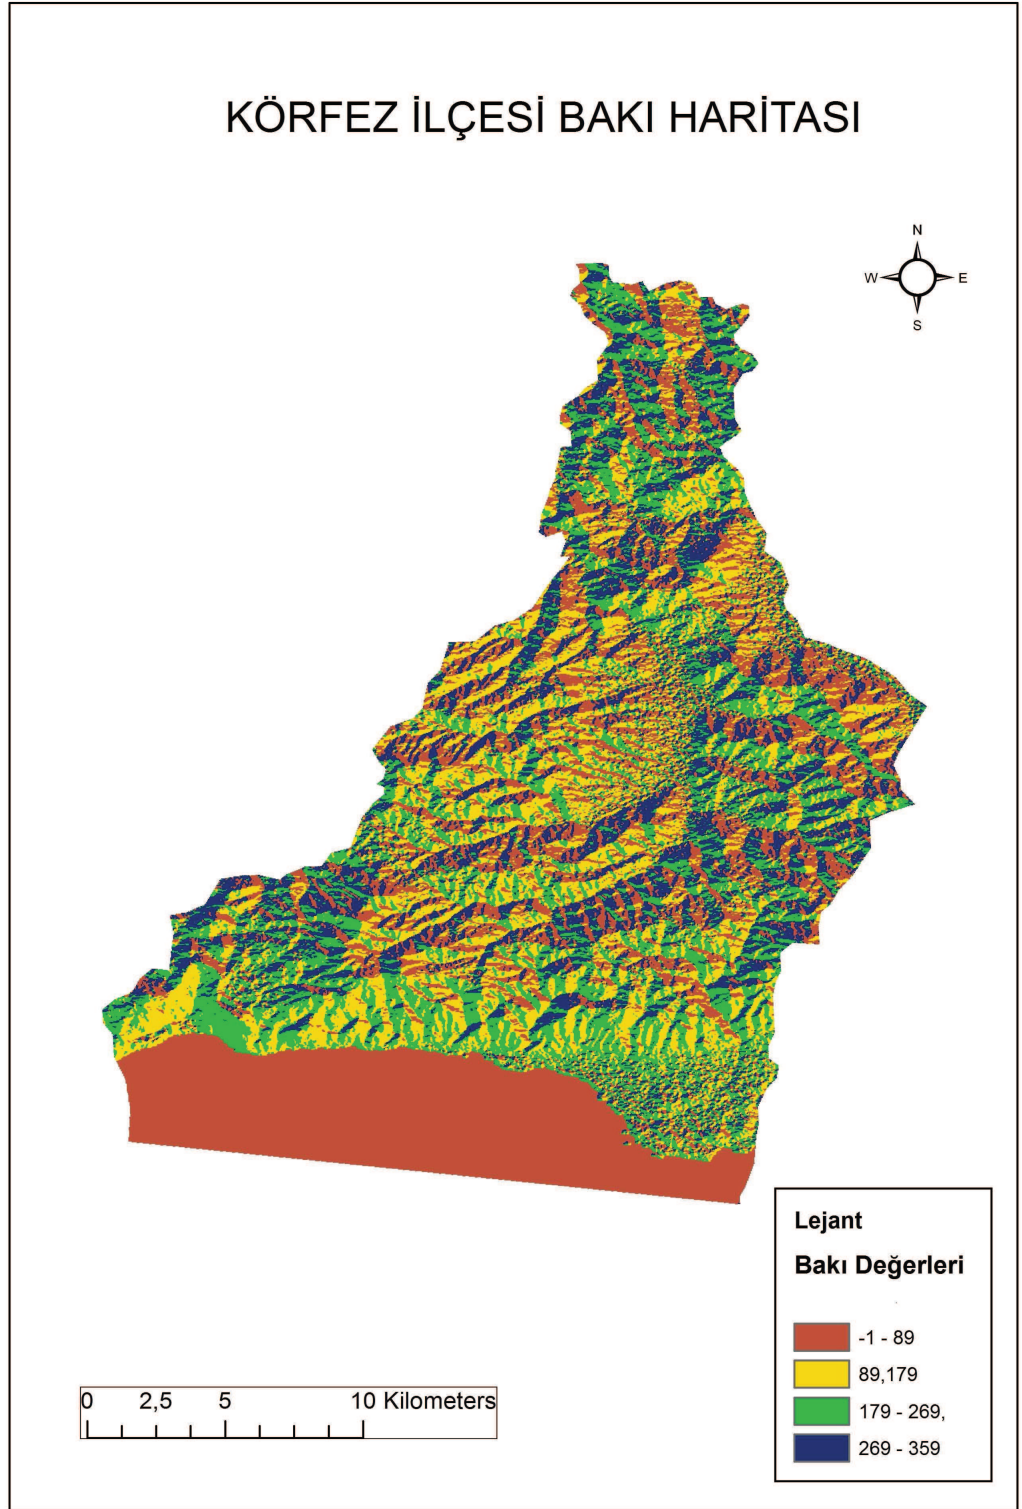 KÖRFEZ İLÇESİ BAKI HARİTASI
N
W E
S
Lejant
Bakı Değerleri
-1 - 89
89,179
179 - 269,
269 - 359
0 2,5 5 10 Kilometers